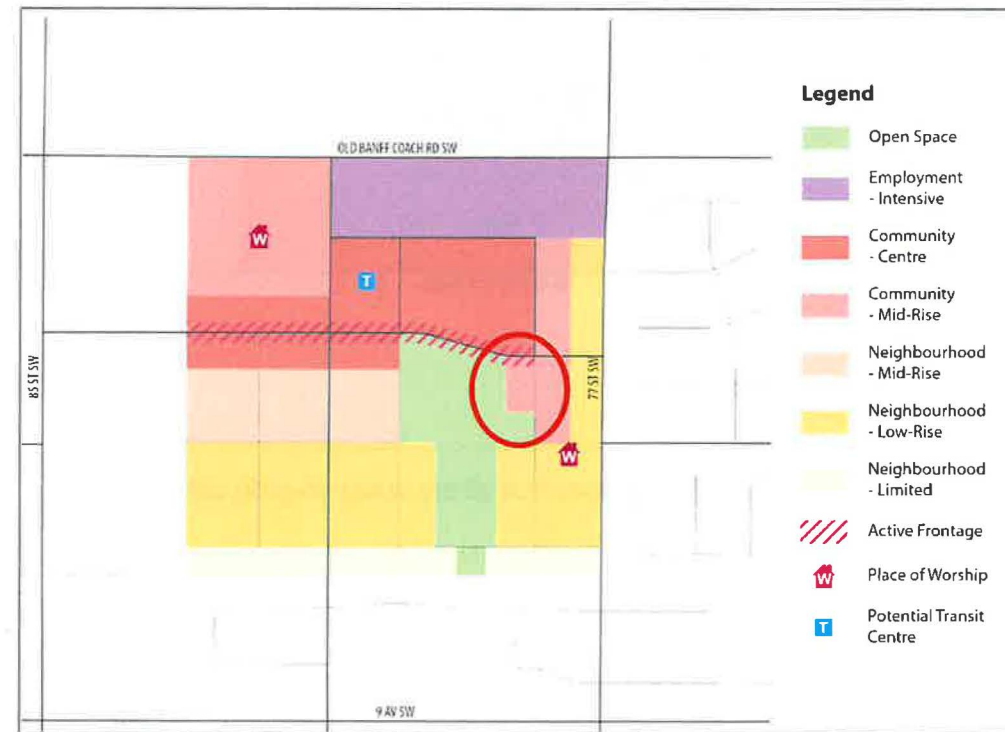 OLD BANFF COACH RD SW
W
T
85 ST SW
77 ST SW
W
9 AV SW
Legend
Open Space
Employment
- Intensive
Community
- Centre
Community
- Mid-Rise
Neighbourhood
- Mid-Rise
Neighbourhood
- Low-Rise
Neighbourhood
- Limited
Active Frontage
W
Place of Worship
T
Potential Transit
Centre